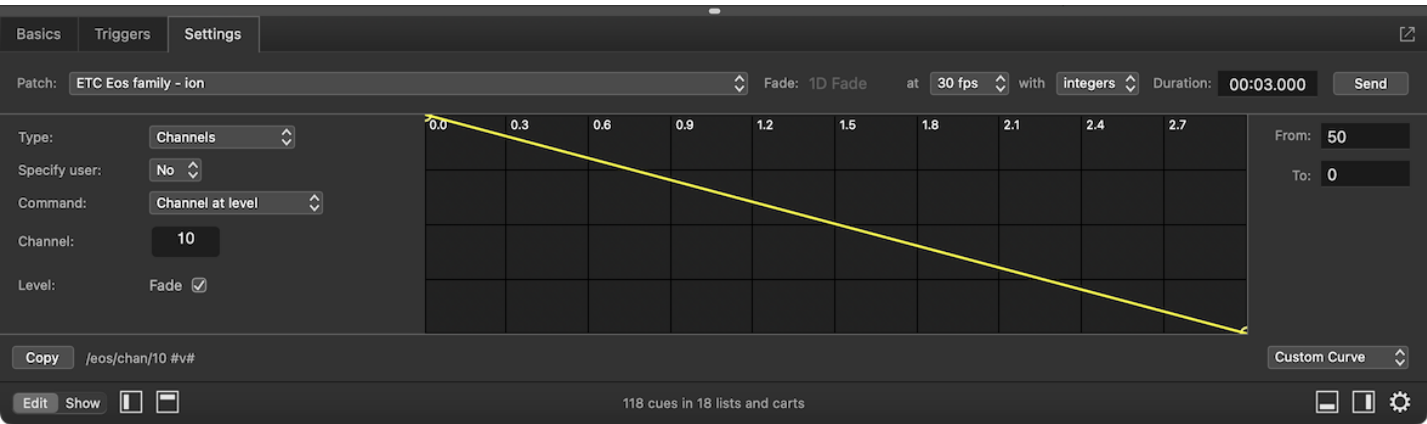 Basics Triggers Settings
Patch: ETC Eos family - ion Fade: 1D Fade at 30 fps with integers Duration: 00:03.000 Send
0.0 0.3 0.6 0.9 1.2 1.5 1.8 2.1 2.4 2.7
Type: Channels From: 50
Specify user: No To: 0
Command: Channel at level
Channel: 10
Level: Fade
Copy /eos/chan/10 #v# Custom Curve
Edit Show 118 cues in 18 lists and carts